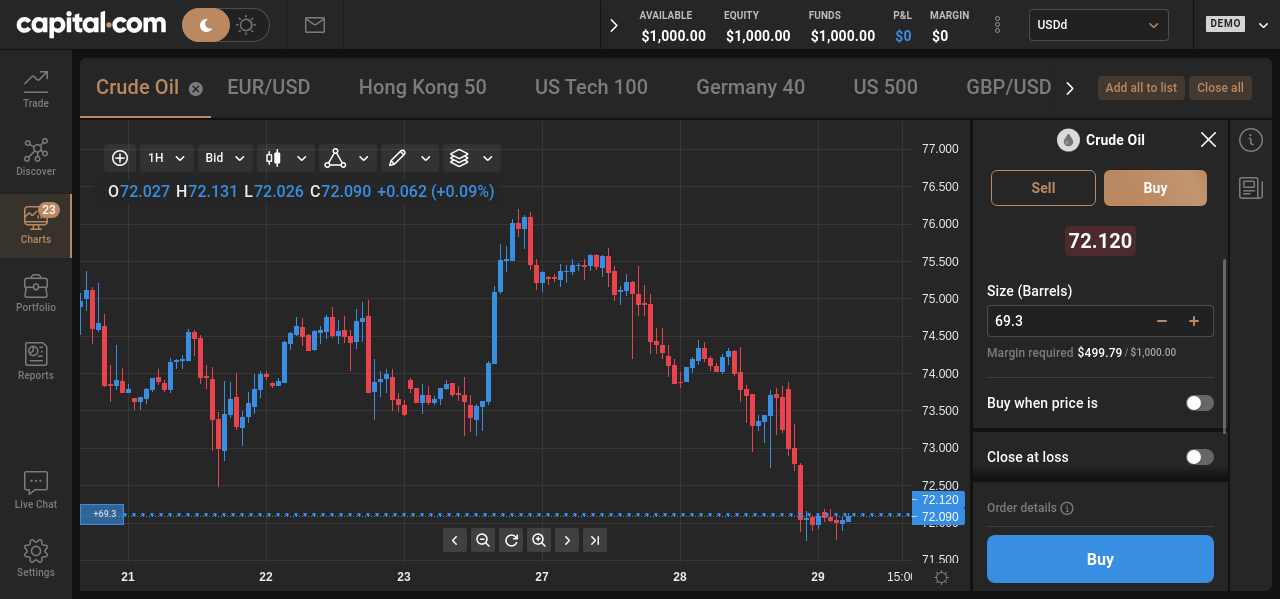 capital.com
AVAILABLE EQUITY FUNDS P&L MARGIN
$1,000.00 $1,000.00 $1,000.00 $0 $0
USDd
DEMO
Crude Oil EUR/USD Hong Kong 50 US Tech 100 Germany 40 US 500 GBP/USD
Add all to list Close all
Trade
Discover
23
Charts
Portfolio
Reports
Live Chat
Settings
1H Bid
O72.027 H72.131 L72.026 C72.090 +0.062 (+0.09%)
77.000
76.500
76.000
75.500
75.000
74.500
74.000
73.500
73.000
72.500
72.120
72.090
71.500
+69.3
21 22 23 27 28 29 15:00
Crude Oil
Sell Buy
72.120
Size (Barrels)
69.3
Margin required $499.79 / $1,000.00
Buy when price is
Close at loss
Order details
Buy